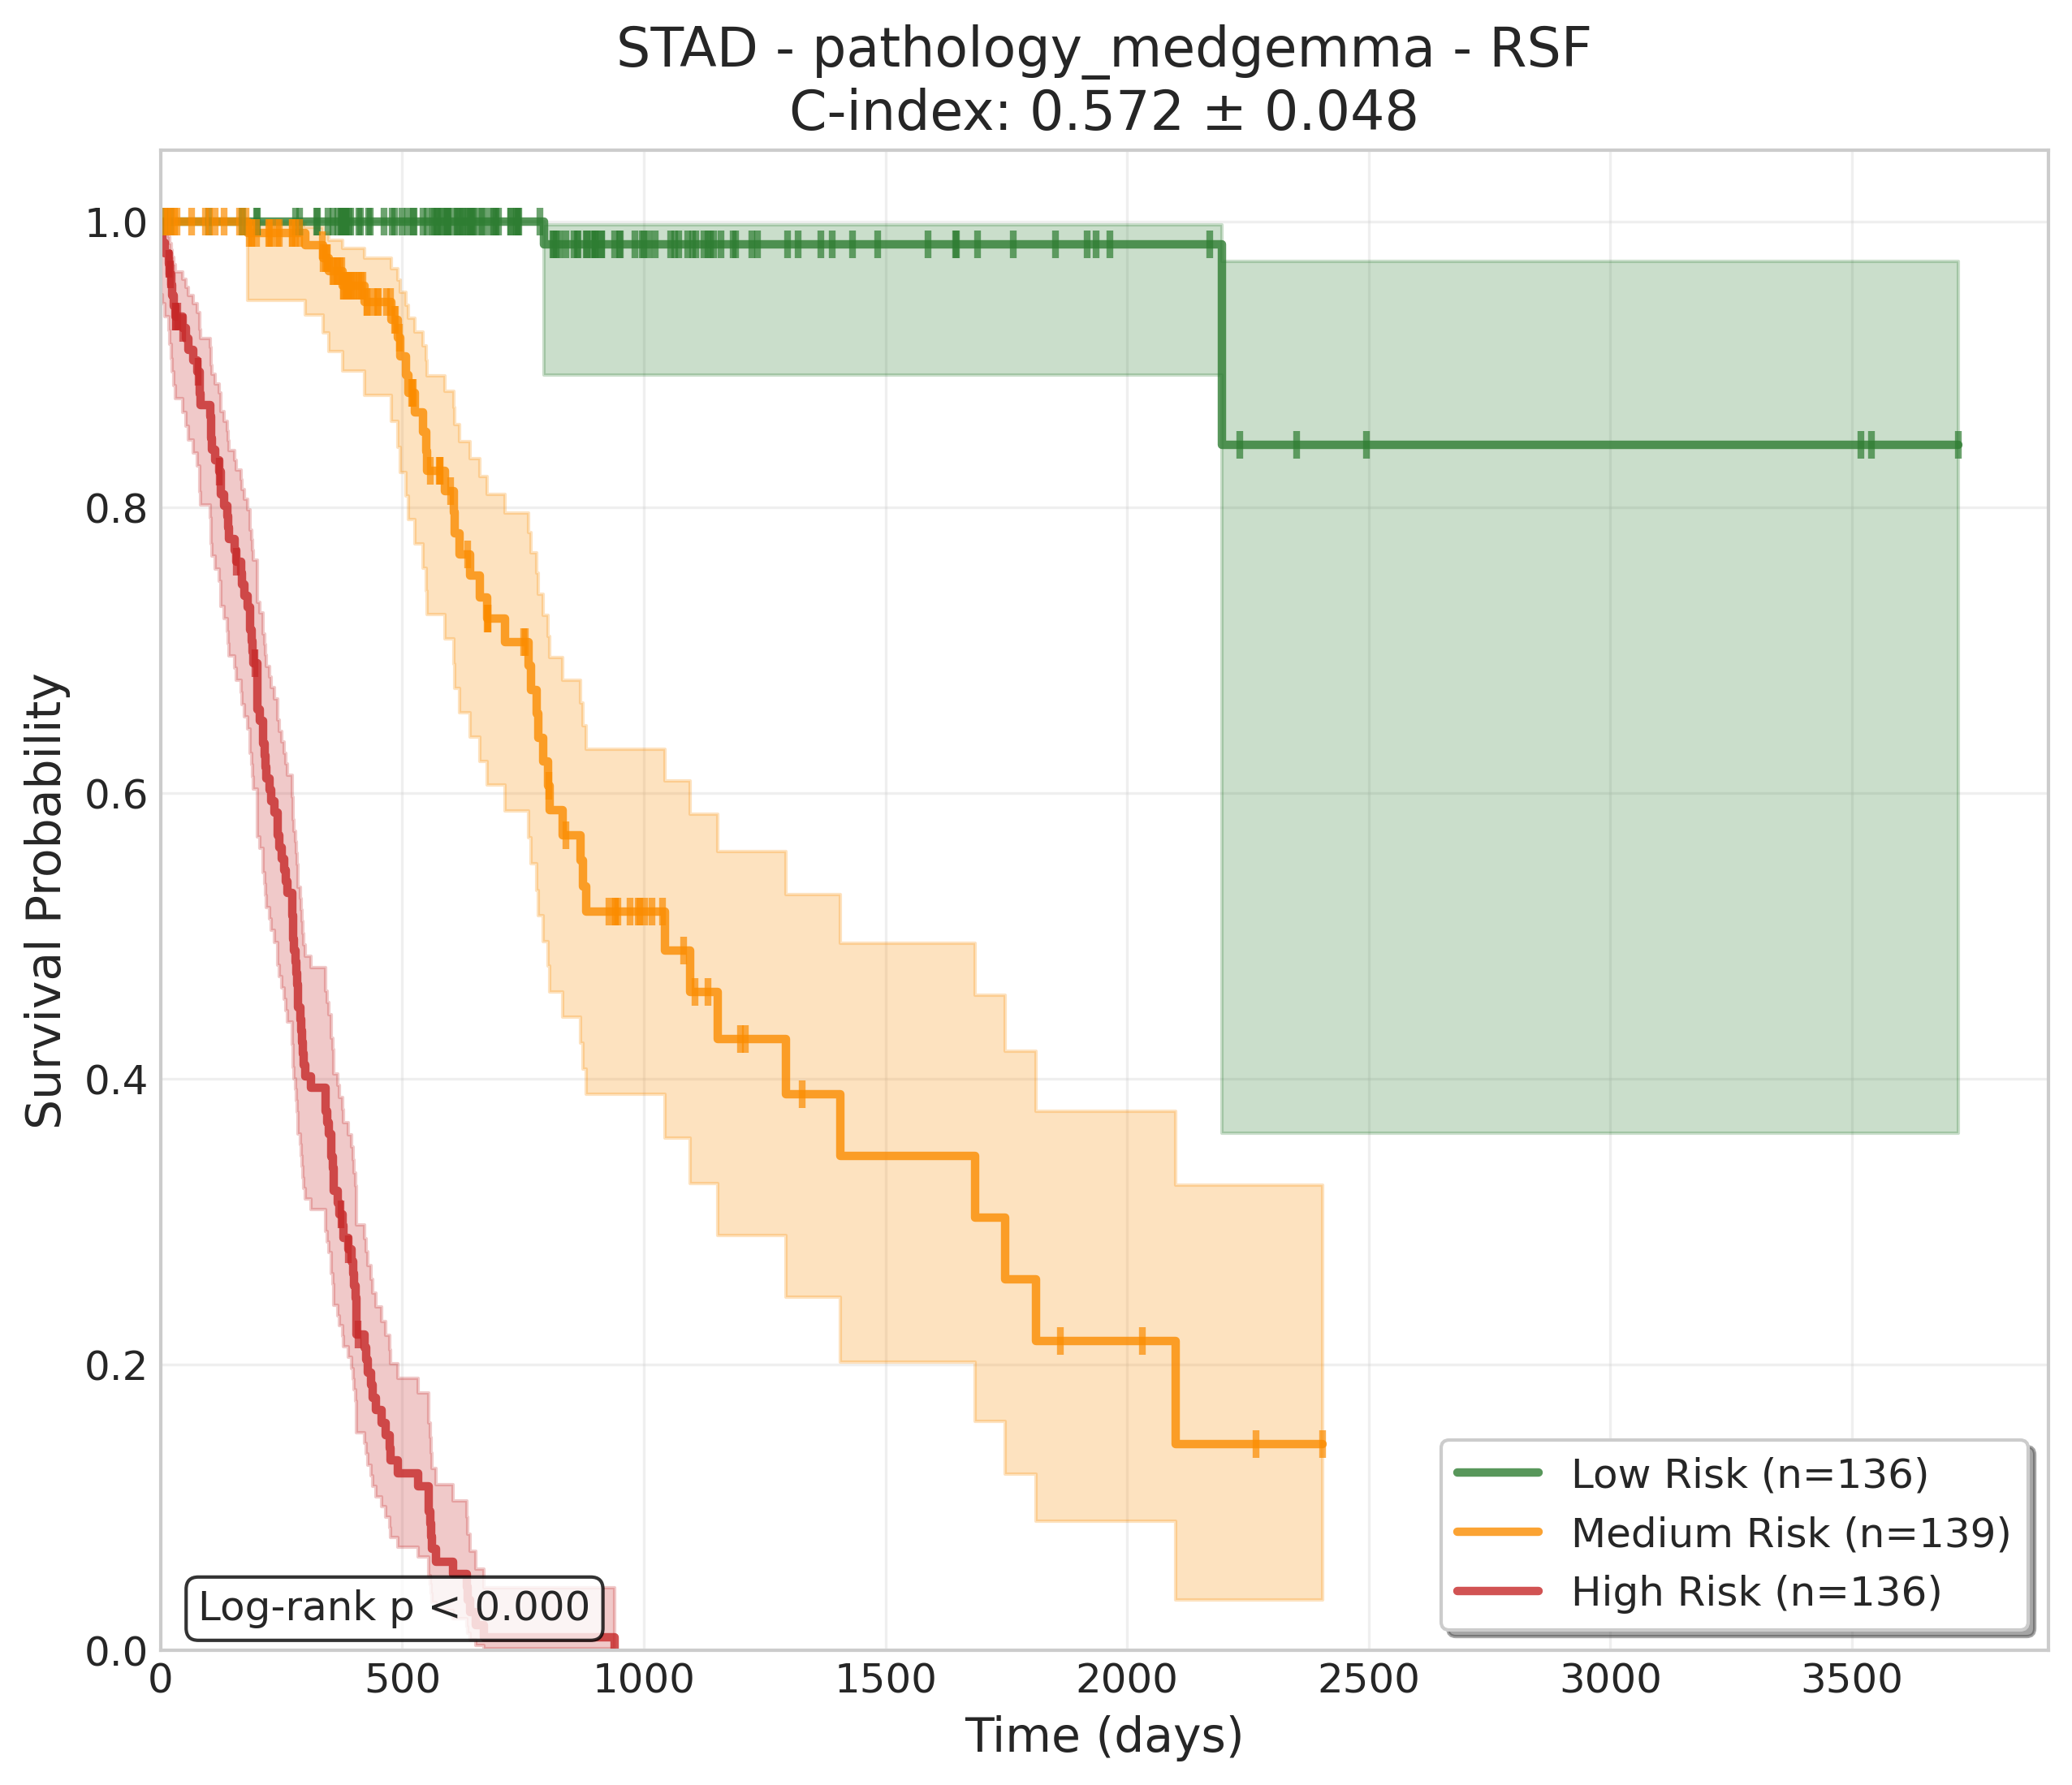 STAD - pathology_medgemma - RSF
C-index: 0.572 ± 0.048
Survival Probability
1.0
0.8
0.6
0.4
0.2
0.0
Log-rank p < 0.000
Low Risk (n=136)
Medium Risk (n=139)
High Risk (n=136)
0 500 1000 1500 2000 2500 3000 3500
Time (days)